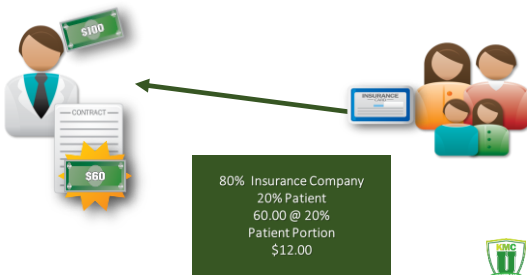 $100
CONTRACT
$60
INSURANCE
CARD
80% Insurance Company
20% Patient
60.00 @ 20%
Patient Portion
$12.00
KMC
U